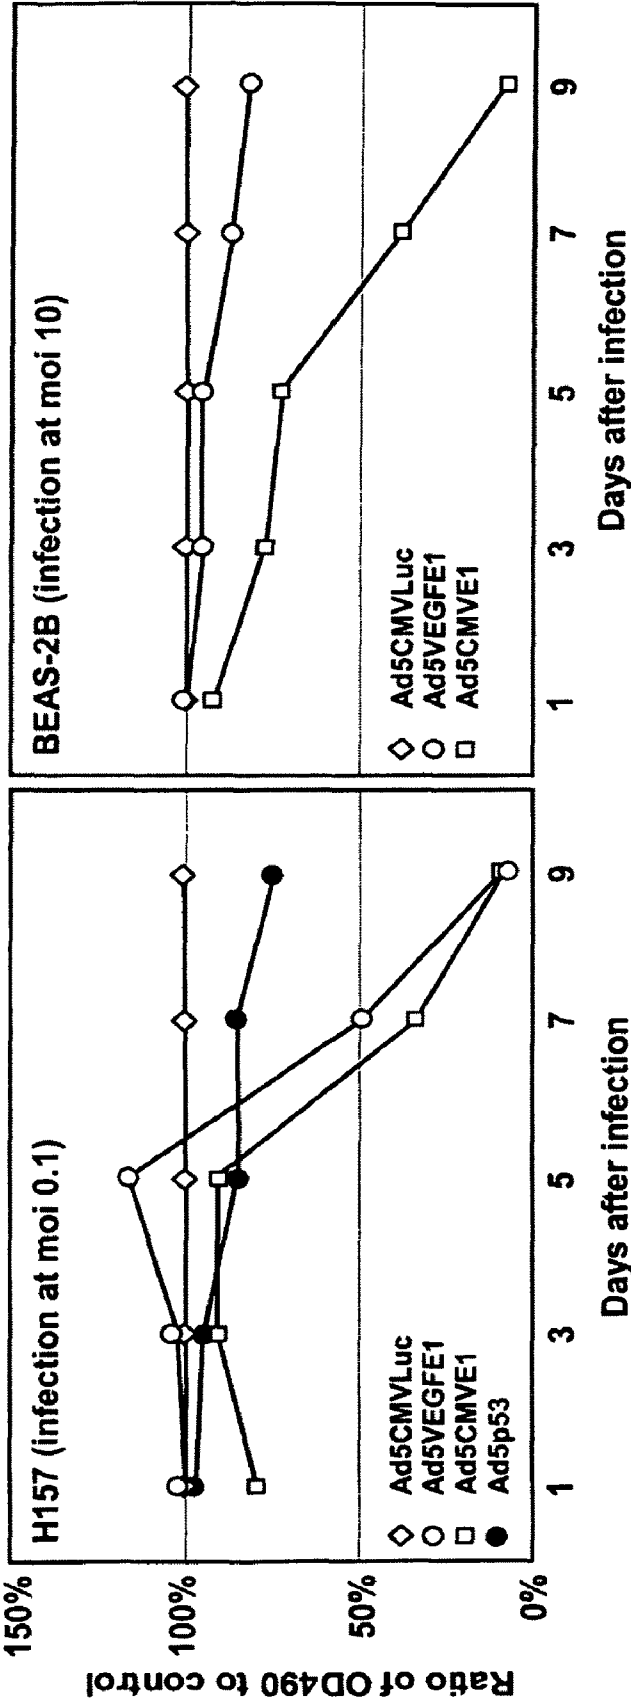 Ratio of OD490 to control
150%
100%
50%
0%
H157 (infection at moi 0.1)
Ad5CMVLuc
Ad5VEGFE1
Ad5CMVE1
Ad5p53
1 3 5 7 9
Days after infection
BEAS-2B (infection at moi 10)
Ad5CMVLuc
Ad5VEGFE1
Ad5CMVE1
1 3 5 7 9
Days after infection